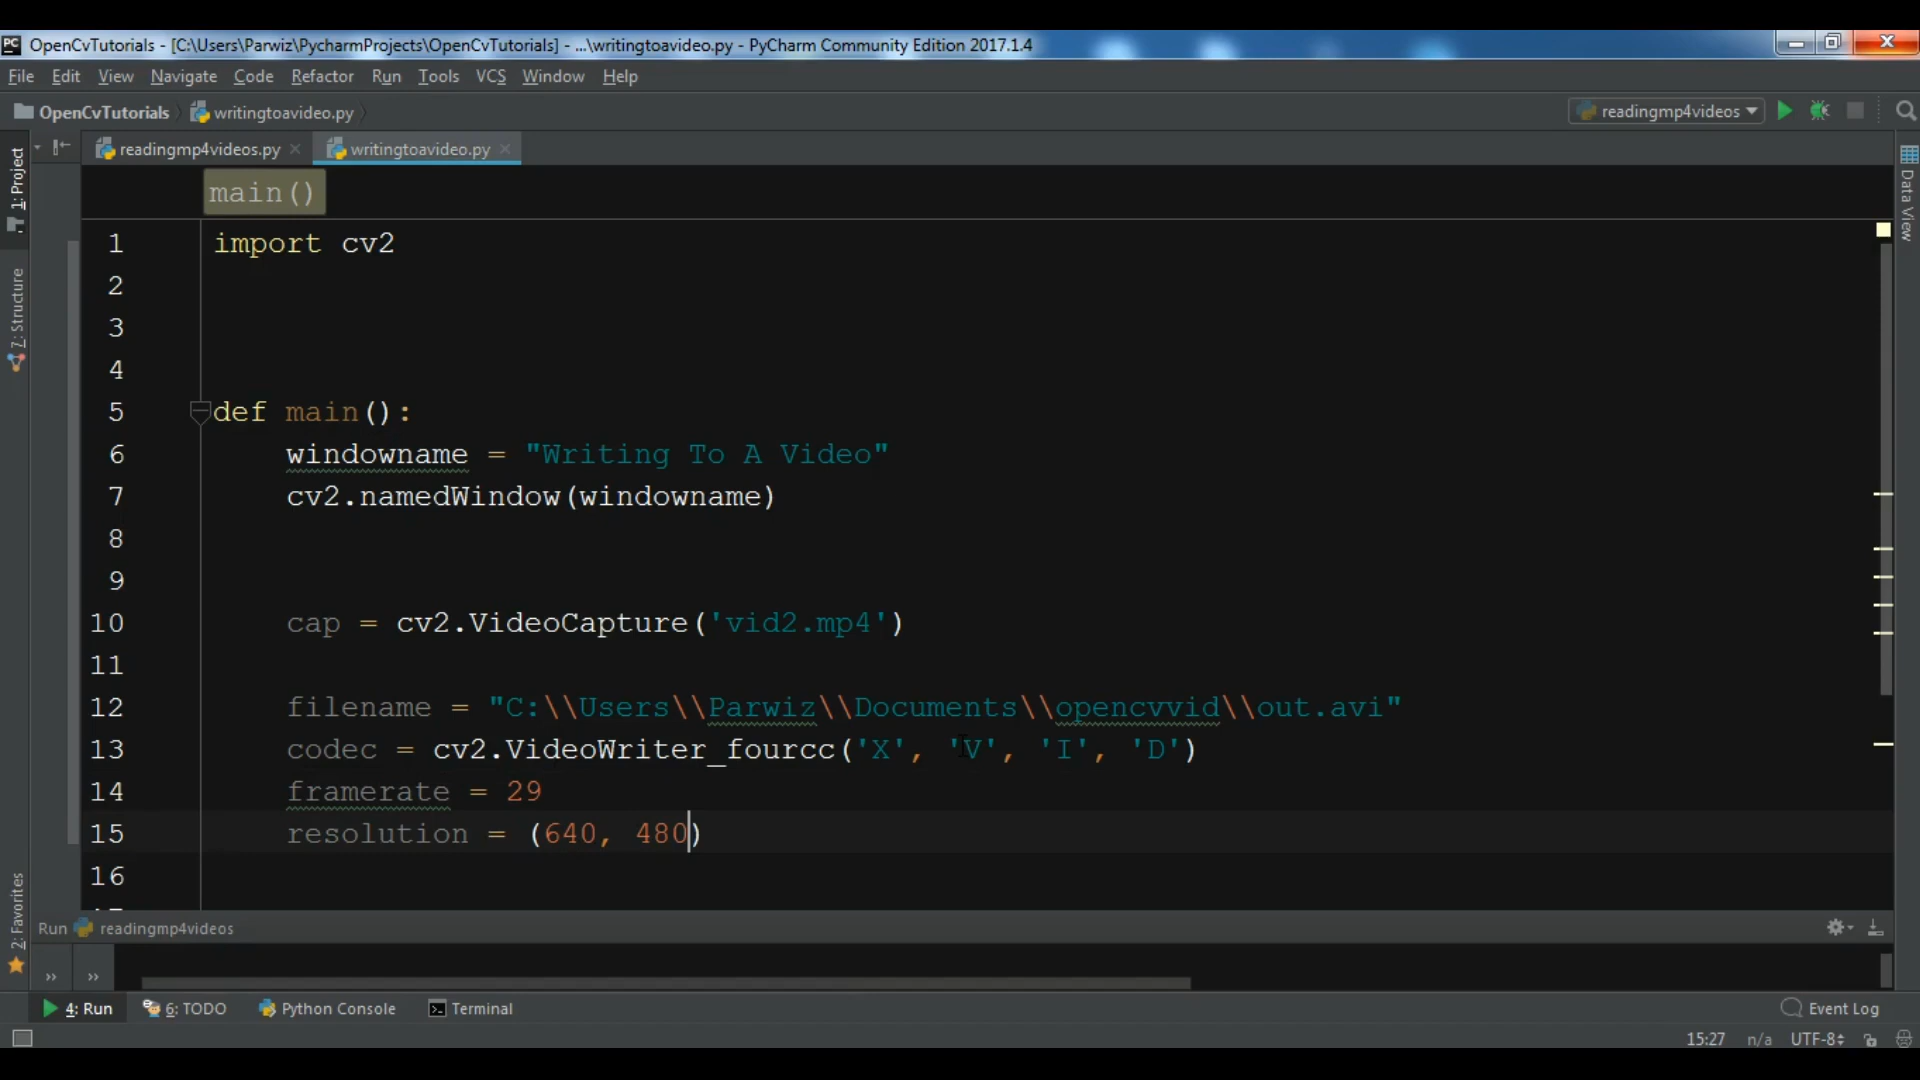 OpenCvTutorials - [C:\Users\Parwiz\PycharmProjects\OpenCvTutorials] - ...\writingtoavideo.py - PyCharm Community Edition 2017.1.4
File Edit View Navigate Code Refactor Run Tools VCS Window Help
OpenCvTutorials writingtoavideo.py readingmp4videos
readingmp4videos.py writingtoavideo.py
1: Project
7: Structure
2: Favorites
Data View
main()
1 import cv2
2
3
4
5 def main():
6 windowname = "Writing To A Video"
7 cv2.namedWindow(windowname)
8
9
10 cap = cv2.VideoCapture('vid2.mp4')
11
12 filename = "C:\\Users\\Parwiz\\Documents\\opencvvid\\out.avi"
13 codec = cv2.VideoWriter_fourcc('X', 'V', 'I', 'D')
14 framerate = 29
15 resolution = (640, 480)
16
Run readingmp4videos
4: Run 6: TODO Python Console Terminal Event Log
15:27 n/a UTF-8